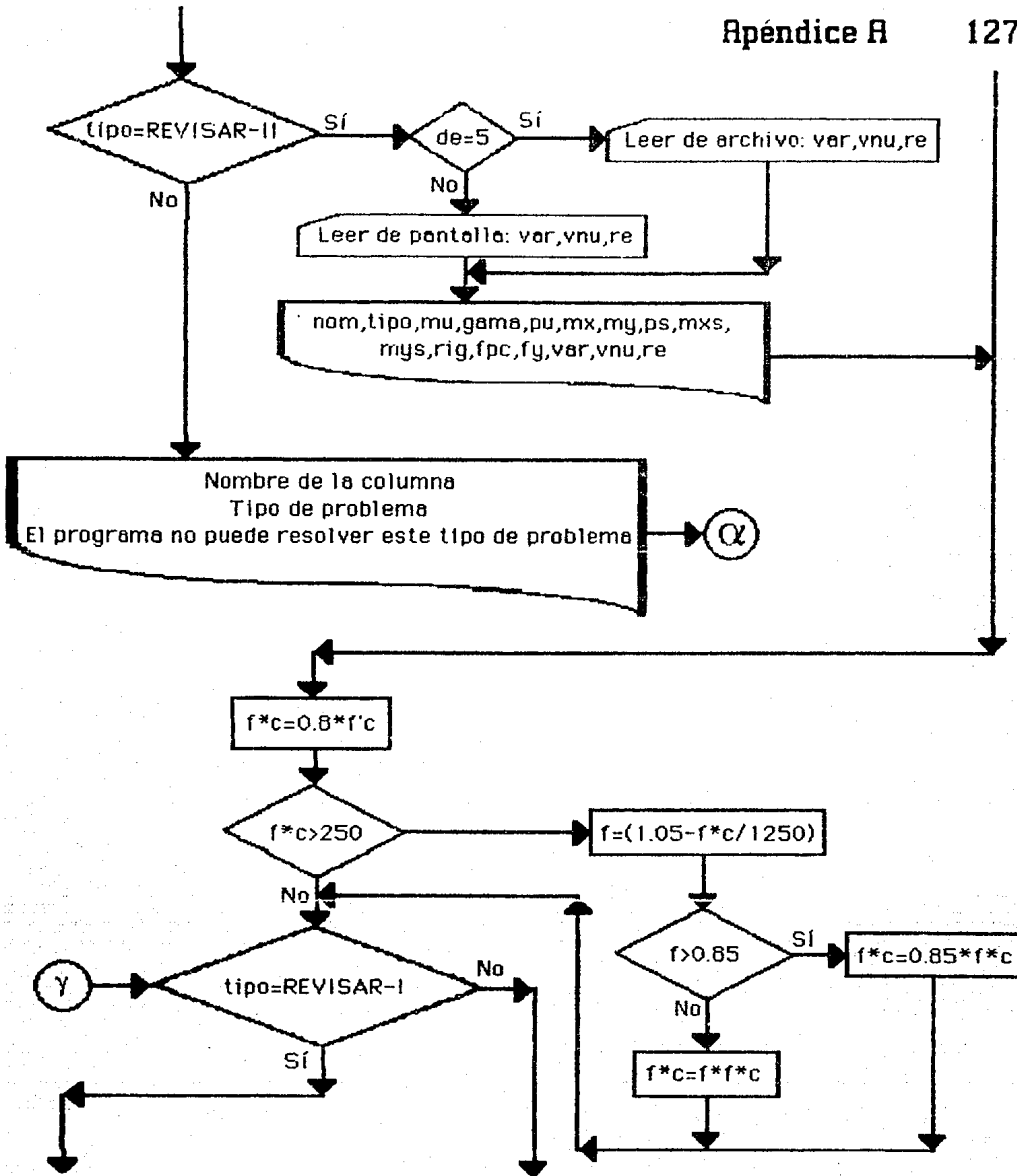 Apéndice A 127
tipo=REVISAR-II
Sí
de=5
Sí
Leer de archivo: var,vnu,re
No
No
Leer de pantalla: var,vnu,re
nom,tipo,mu,gama,pu,mx,my,ps,mxs,
mys,rig,fpc,fy,var,vnu,re
Nombre de la columna
Tipo de problema
El programa no puede resolver este tipo de problema
α
f*c=0.8*f'c
f*c>250
f=(1.05-f*c/1250)
No
f>0.85
Sí
f*c=0.85*f*c
γ
tipo=REVISAR-I
No
No
f*c=f*f*c
Sí